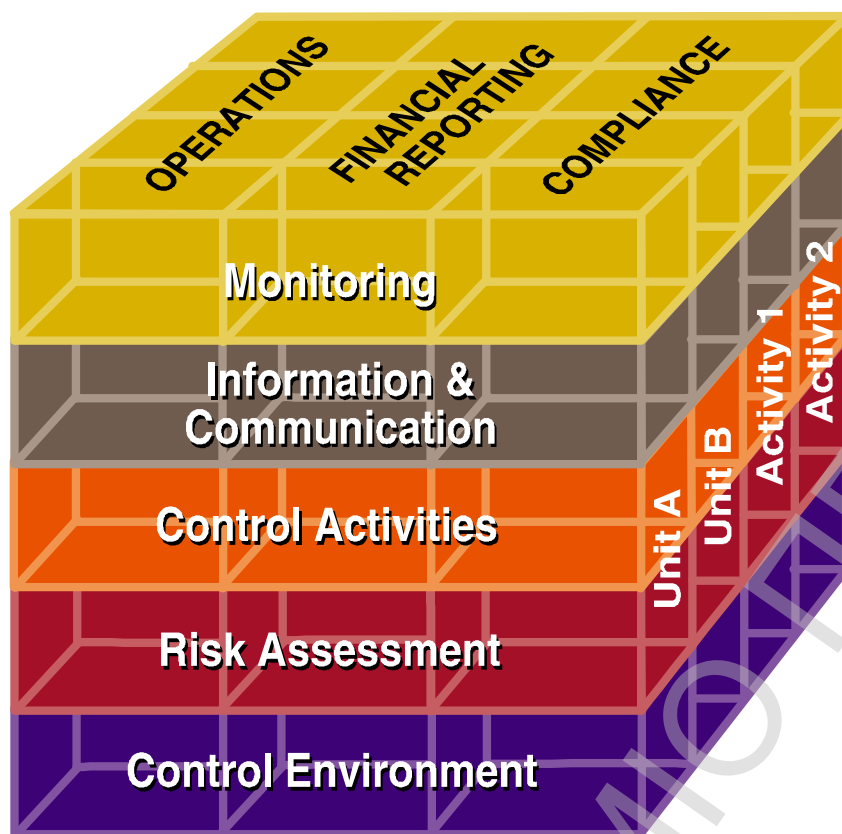 OPERATIONS
FINANCIAL
REPORTING
COMPLIANCE
Monitoring
Information &
Communication
Control Activities
Risk Assessment
Control Environment
Unit A
Unit B
Activity 1
Activity 2